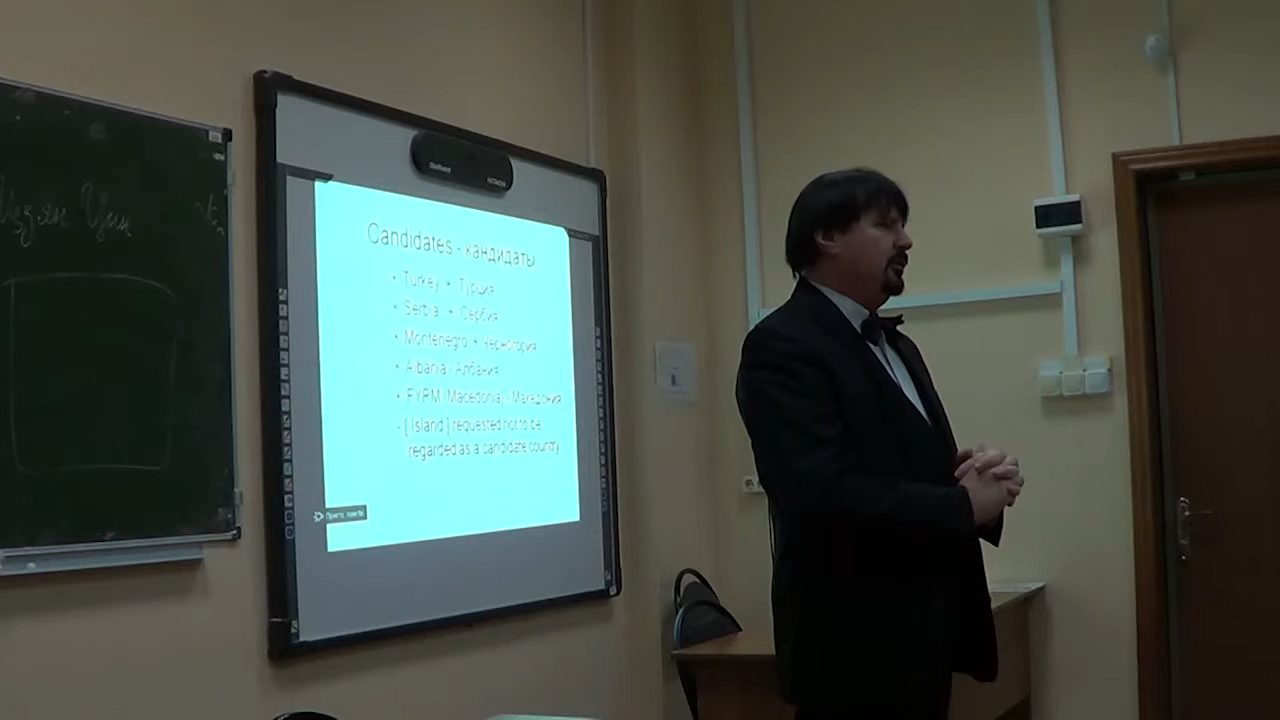 Candidates - кандидаты
• Turkey + Турция
• Serbia + Сербия
• Montenegro + Черногория
• Albania - Албания
• FYRM (Macedonia) - Македония
- [ Island ] requested not to be
regarded as a candidate country
HITACHI